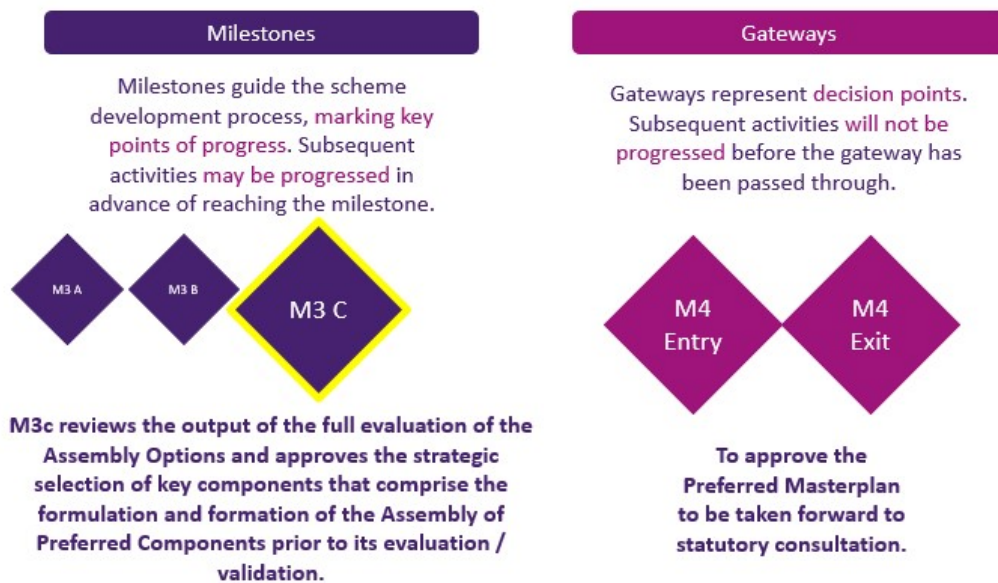 Milestones
Milestones guide the scheme
development process, marking key
points of progress. Subsequent
activities may be progressed in
advance of reaching the milestone.
M3 A
M3 B
M3 C
M3c reviews the output of the full evaluation of the
Assembly Options and approves the strategic
selection of key components that comprise the
formulation and formation of the Assembly of
Preferred Components prior to its evaluation /
validation.
Gateways
Gateways represent decision points.
Subsequent activities will not be
progressed before the gateway has
been passed through.
M4
Entry
M4
Exit
To approve the
Preferred Masterplan
to be taken forward to
statutory consultation.